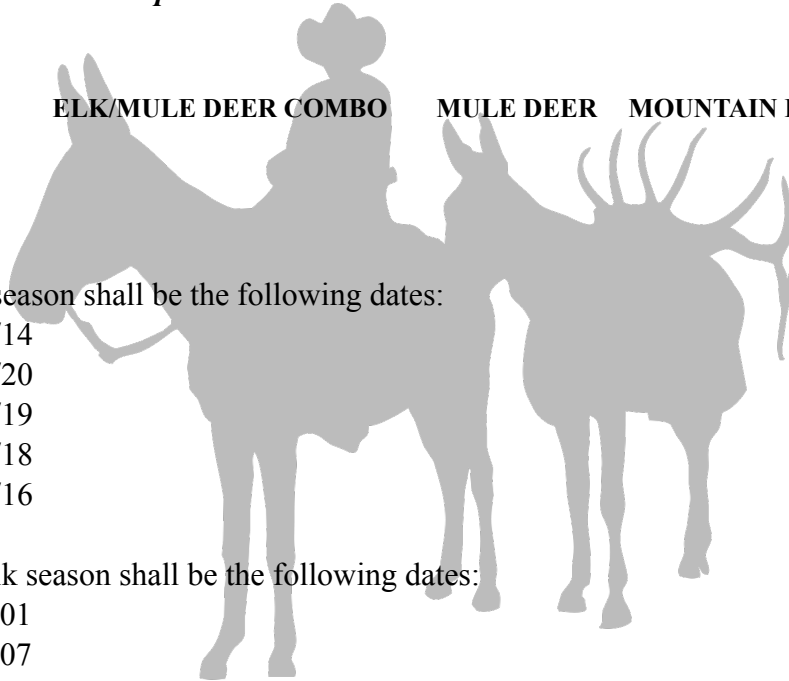 ELK/MULE DEER COMBO MULE DEER MOUNTAIN
season shall be the following dates:
/14
/20
/19
/18
/16
season shall be the following dates:
01
07